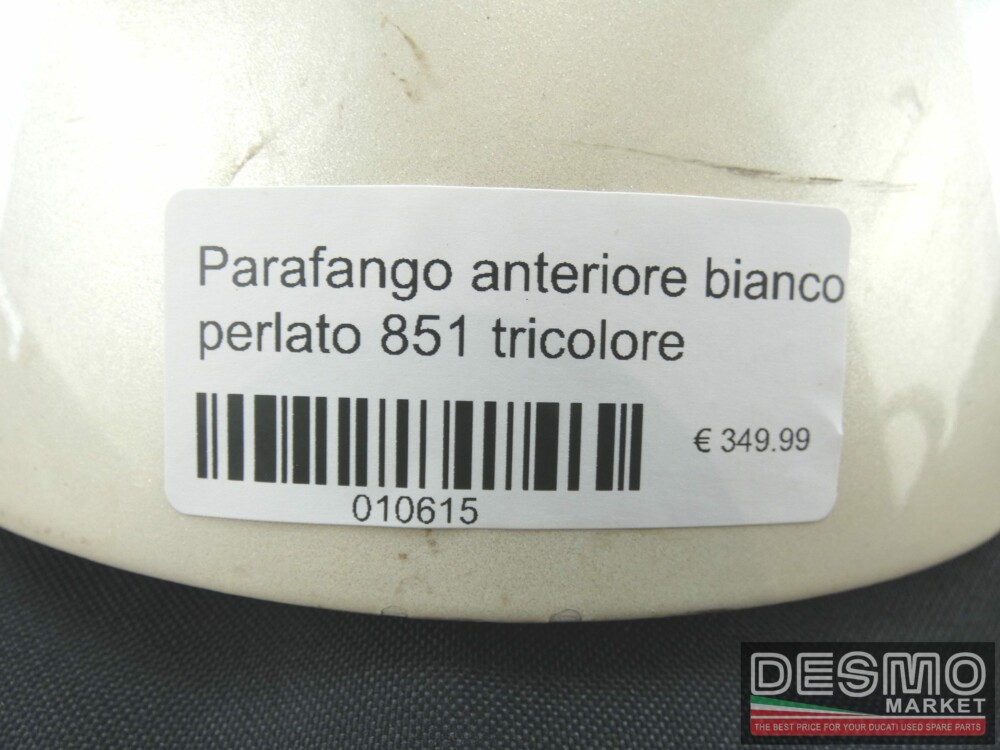 Parafango anteriore bianco
perlato 851 tricolore
€ 349.99
010615
DESMO
MARKET
THE BEST PRICE FOR YOUR DUCATI USED SPARE PARTS